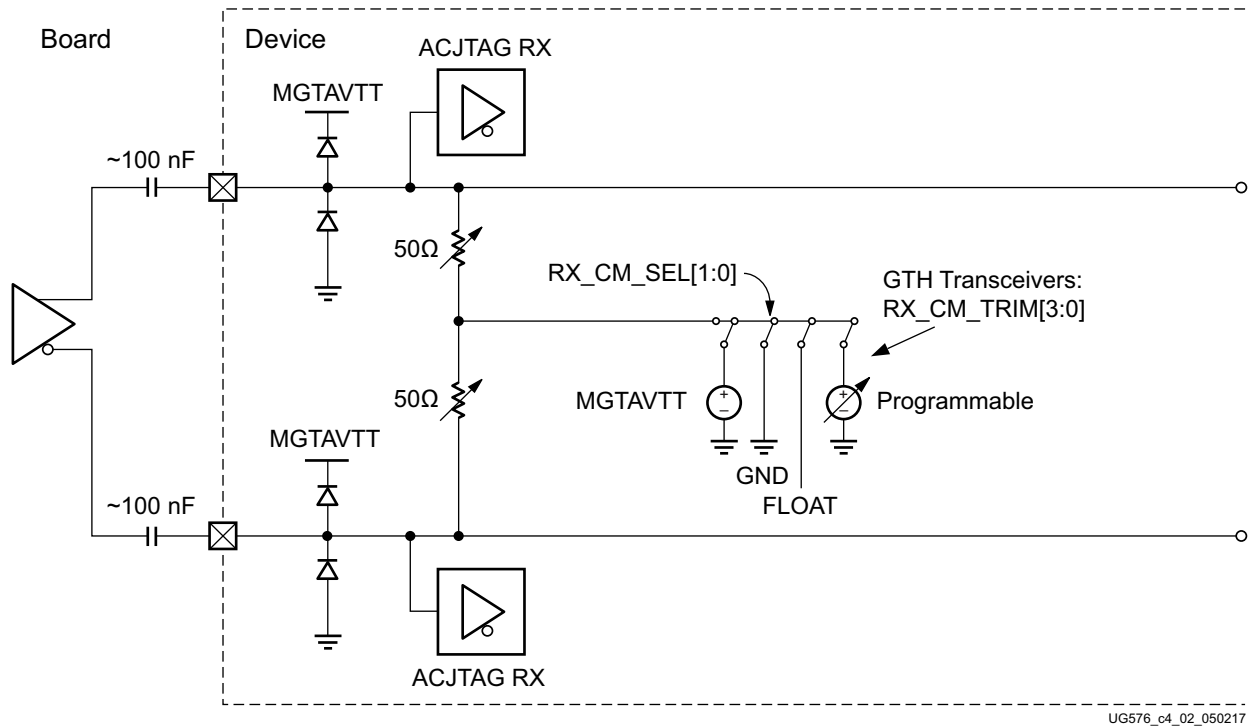 Board
Device
ACJTAG RX
MGTAVTT
+
−
~100 nF
50Ω
RX_CM_SEL[1:0]
GTH Transceivers:
RX_CM_TRIM[3:0]
50Ω
MGTAVTT
+
−
Programmable
MGTAVTT
GND
FLOAT
~100 nF
ACJTAG RX
UG576_c4_02_050217